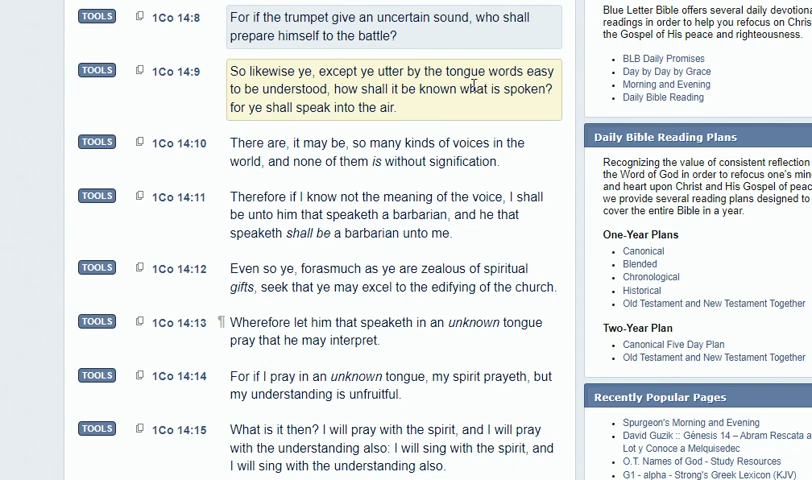 TOOLS 1Co 14:8 For if the trumpet give an uncertain sound, who shall
prepare himself to the battle?
TOOLS 1Co 14:9 So likewise ye, except ye utter by the tongue words easy
to be understood, how shall it be known what is spoken?
for ye shall speak into the air.
TOOLS 1Co 14:10 There are, it may be, so many kinds of voices in the
world, and none of them is without signification.
TOOLS 1Co 14:11 Therefore if I know not the meaning of the voice, I shall
be unto him that speaketh a barbarian, and he that
speaketh shall be a barbarian unto me.
TOOLS 1Co 14:12 Even so ye, forasmuch as ye are zealous of spiritual
gifts, seek that ye may excel to the edifying of the church.
TOOLS 1Co 14:13 ¶ Wherefore let him that speaketh in an unknown tongue
pray that he may interpret.
TOOLS 1Co 14:14 For if I pray in an unknown tongue, my spirit prayeth, but
my understanding is unfruitful.
TOOLS 1Co 14:15 What is it then? I will pray with the spirit, and I will pray
with the understanding also: I will sing with the spirit, and
I will sing with the understanding also.
Blue Letter Bible offers several daily devotiona
readings in order to help you refocus on Chris
the Gospel of His peace and righteousness.
BLB Daily Promises
Day by Day by Grace
Morning and Evening
Daily Bible Reading
Daily Bible Reading Plans
Recognizing the value of consistent reflection
the Word of God in order to refocus one's min
and heart upon Christ and His Gospel of peac
we provide several reading plans designed to
cover the entire Bible in a year.
One-Year Plans
Canonical
Blended
Chronological
Historical
Old Testament and New Testament Together
Two-Year Plan
Canonical Five Day Plan
Old Testament and New Testament Together
Recently Popular Pages
Spurgeon's Morning and Evening
David Guzik :: Génesis 14 – Abram Rescata a
Lot y Conoce a Melquisedec
O.T. Names of God - Study Resources
G1 - alpha - Strong's Greek Lexicon (KJV)